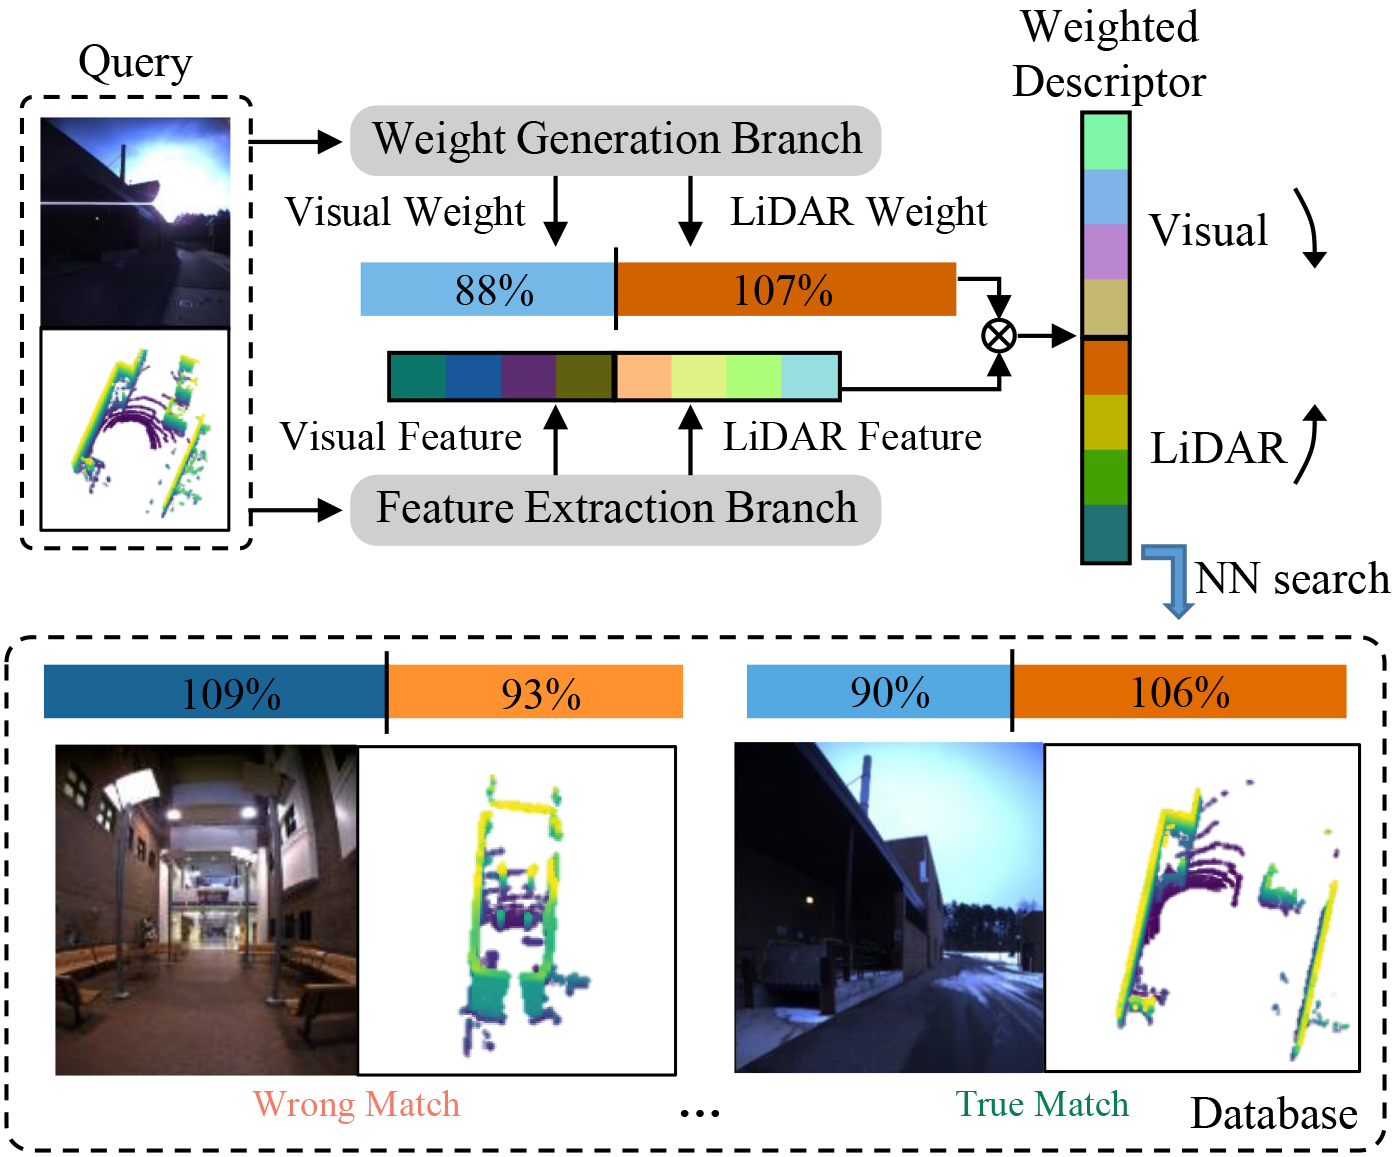 Query
Weighted
Descriptor
Weight Generation Branch
Visual Weight
LiDAR Weight
88%
107%
Visual
Visual Feature
LiDAR Feature
LiDAR
Feature Extraction Branch
NN search
109%
93%
90%
106%
Wrong Match
...
True Match
Database